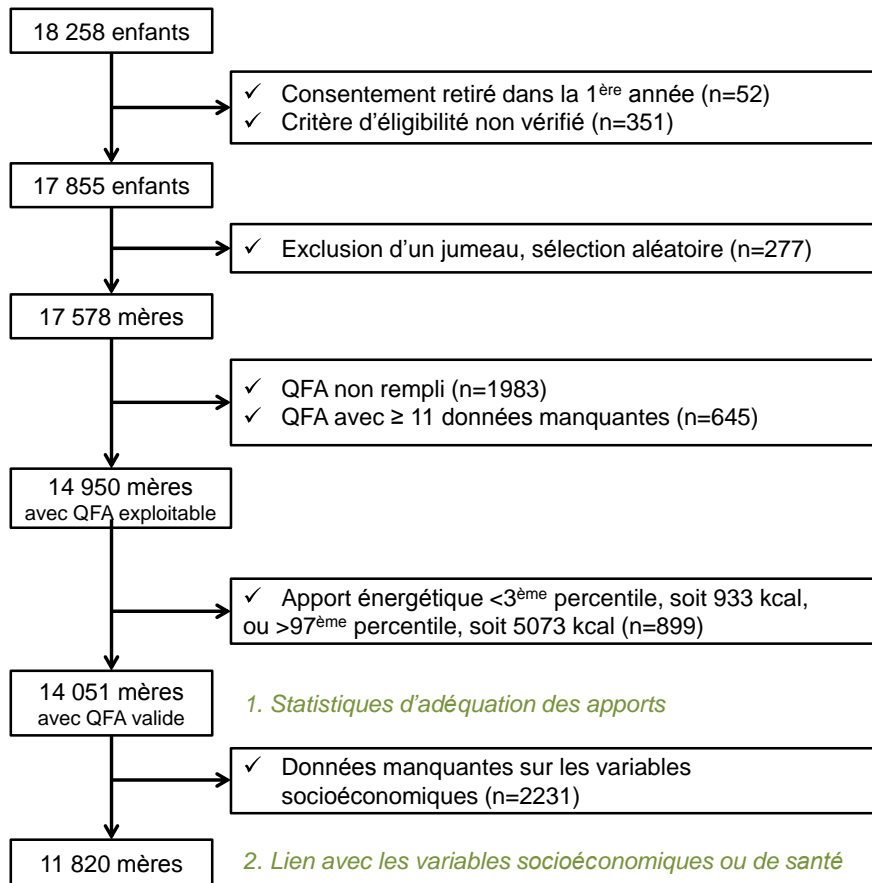 18 258 enfants
✓ Consentement retiré dans la 1ère année (n=52)
✓ Critère d'éligibilité non vérifié (n=351)
17 855 enfants
✓ Exclusion d'un jumeau, sélection aléatoire (n=277)
17 578 mères
✓ QFA non rempli (n=1983)
✓ QFA avec ≥ 11 données manquantes (n=645)
14 950 mères
avec QFA exploitable
✓ Apport énergétique <3ème percentile, soit 933 kcal,
ou >97ème percentile, soit 5073 kcal (n=899)
14 051 mères
avec QFA valide
1. Statistiques d'adéquation des apports
✓ Données manquantes sur les variables
socioéconomiques (n=2231)
11 820 mères
2. Lien avec les variables socioéconomiques ou de santé